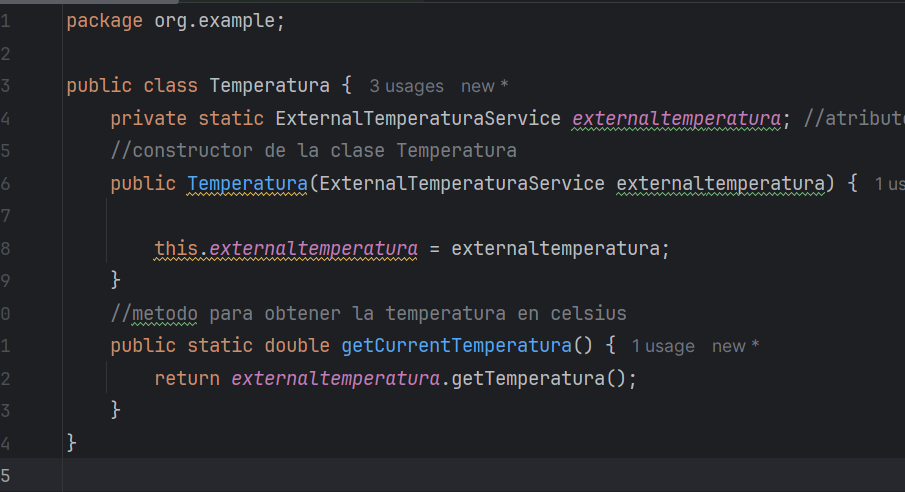 1 package org.example;
2
3 public class Temperatura { 3 usages new *
4 private static ExternalTemperaturaService externaltemperatura; //atributo
5 //constructor de la clase Temperatura
6 public Temperatura(ExternalTemperaturaService externaltemperatura) { 1 us
7
8 this.externaltemperatura = externaltemperatura;
9 }
0 //metodo para obtener la temperatura en celsius
1 public static double getCurrentTemperatura() { 1 usage new *
2 return externaltemperatura.getTemperatura();
3 }
4 }
5